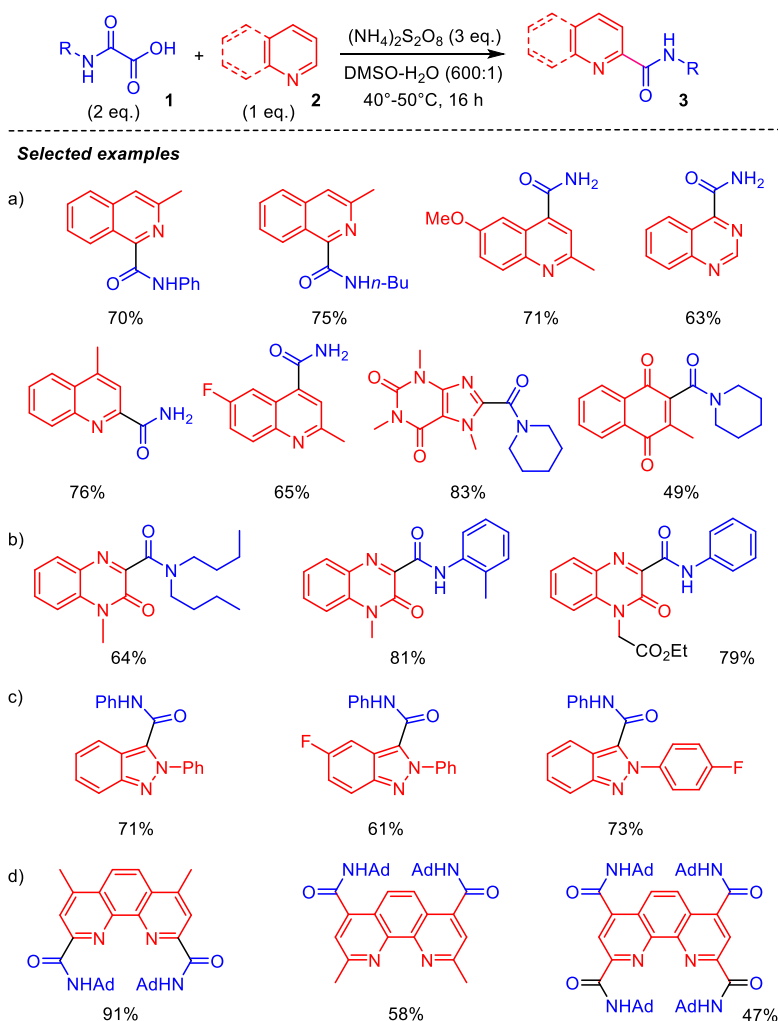 R N H O O OH
(2 eq.) 1
+
N
(1 eq.) 2
(NH4)2S2O8 (3 eq.)
DMSO-H2O (600:1)
40°-50°C, 16 h
N O H N R
3
Selected examples
a)
N O NHPh
N O NHn-Bu
MeO O NH2 N
O NH2 N N
70% 75% 71% 63%
N O NH2
F O NH2 N
O N N O N N O N
O O O N
76% 65% 83% 49%
b)
N O N N O
N O N H N O
N O N H N O CO2Et
64% 81% 79%
c)
PhHN O N N Ph
PhHN O F N N Ph
PhHN O N N F
71% 61% 73%
d)
N N O NHAd AdHN O
O NHAd AdHN O N N
O NHAd AdHN O N N O NHAd AdHN O
91% 58% 47%